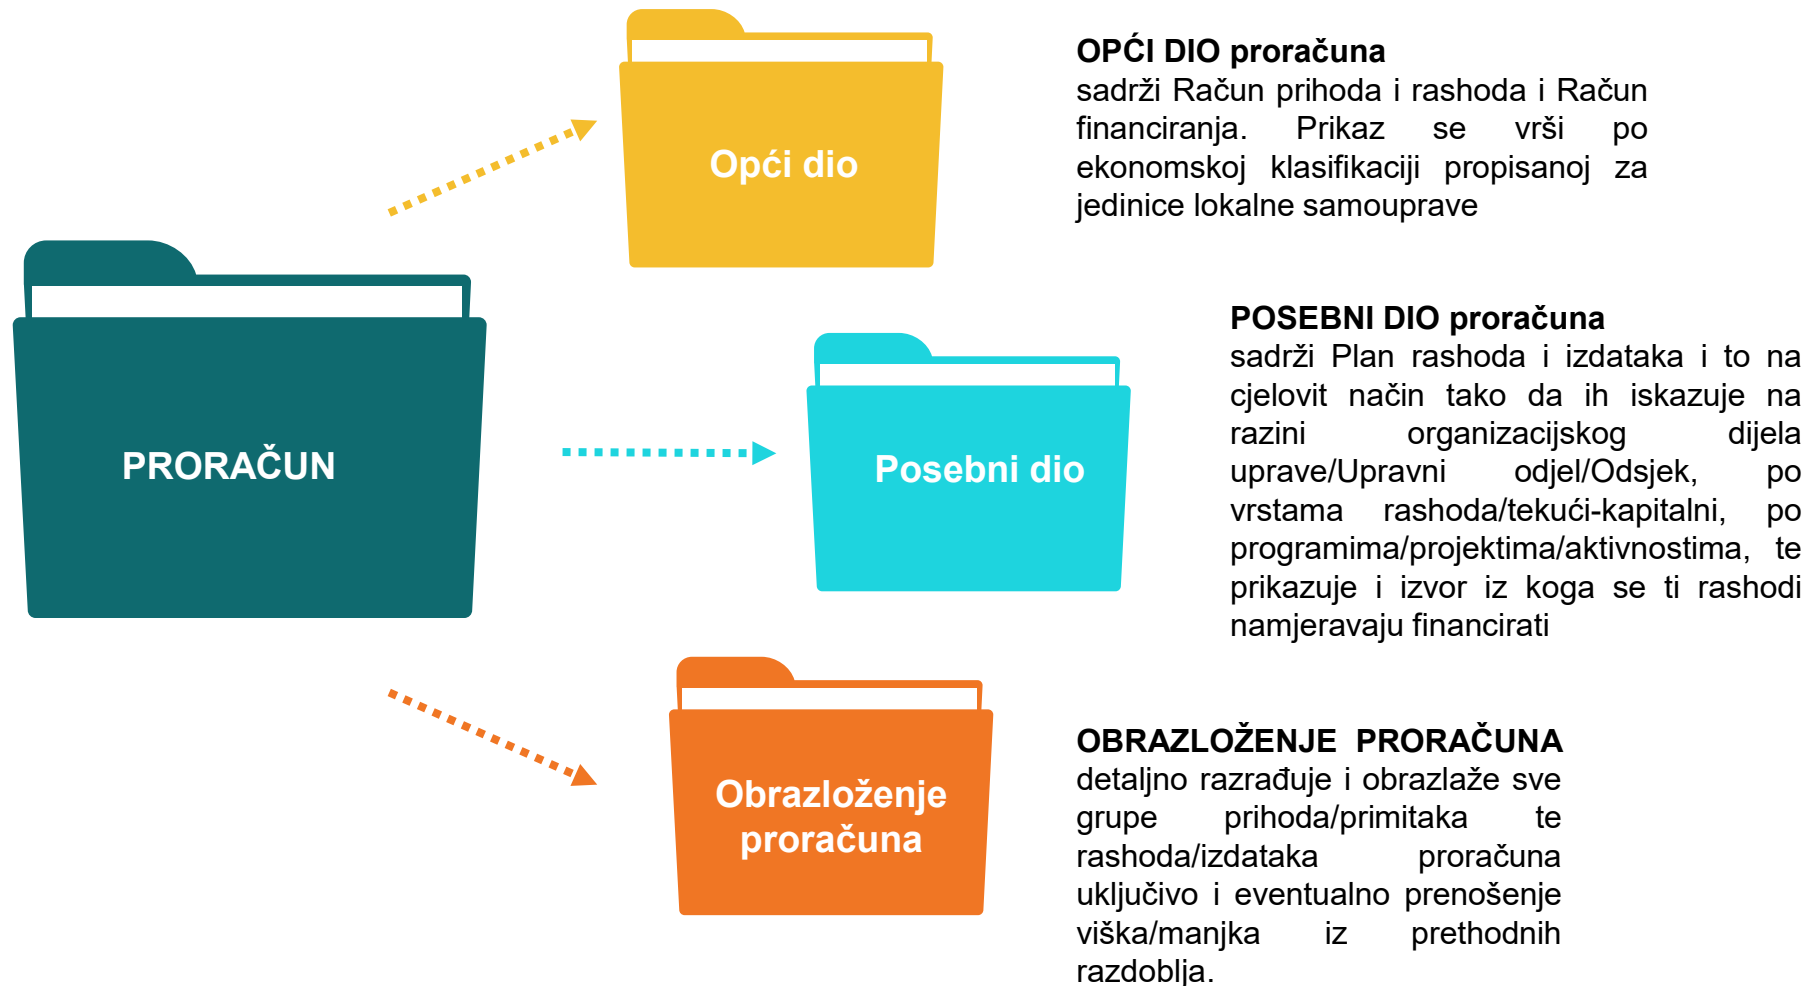 OPĆI DIO proračuna
sadrži Račun prihoda i rashoda i Račun
financiranja. Prikaz se vrši po
ekonomskoj klasifikaciji propisanoj za
jedinice lokalne samouprave
Opći dio
POSEBNI DIO proračuna
sadrži Plan rashoda i izdataka i to na
cjelovit način tako da ih iskazuje na
razini organizacijskog dijela
uprave/Upravni odjel/Odsjek, po
vrstama rashoda/tekući-kapitalni, po
programima/projektima/aktivnostima, te
prikazuje i izvor iz koga se ti rashodi
namjeravaju financirati
PRORAČUN
Posebni dio
OBRAZLOŽENJE PRORAČUNA
detaljno razrađuje i obrazlaže sve
grupe prihoda/primitaka te
rashoda/izdataka proračuna
uključivo i eventualno prenošenje
viška/manjka iz prethodnih
razdoblja.
Obrazloženje
proračuna